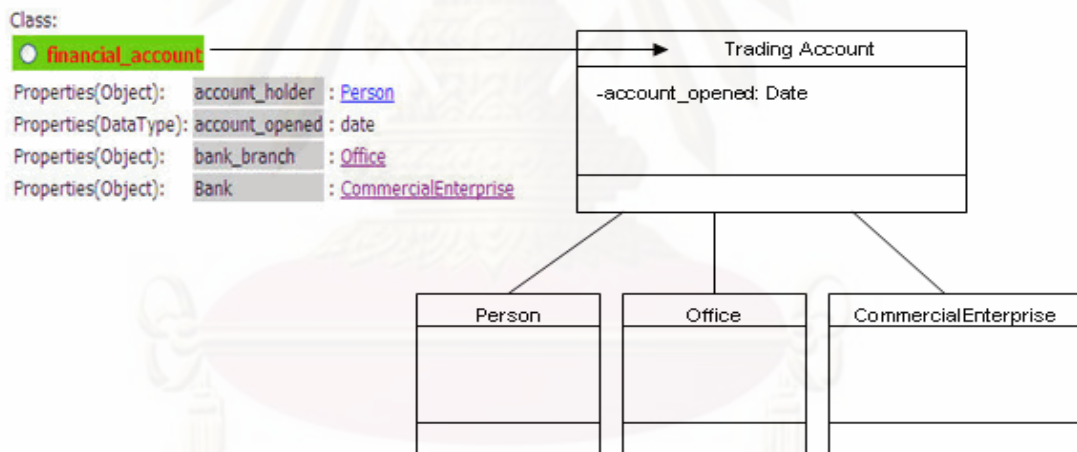 Class:
financial_account
Properties(Object): account_holder : Person
Properties(DataType): account_opened : date
Properties(Object): bank_branch : Office
Properties(Object): Bank : CommercialEnterprise
Trading Account
-account_opened: Date
Person
Office
CommercialEnterprise